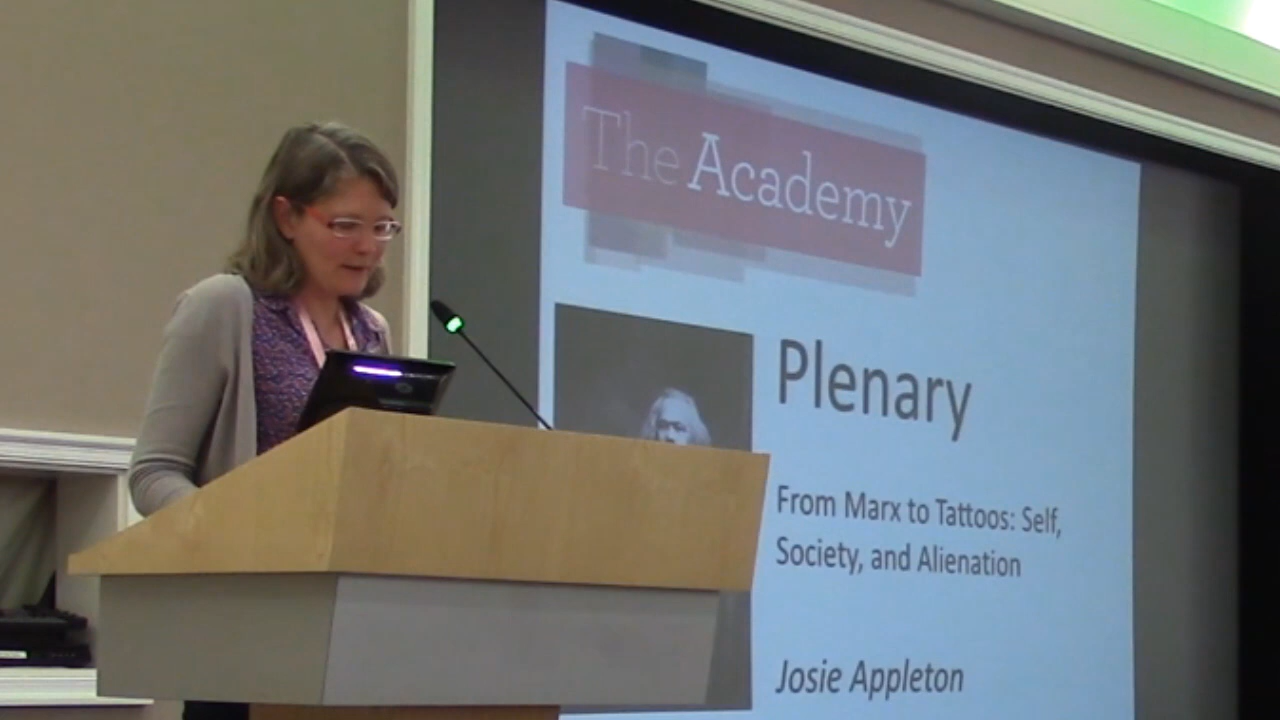 The Academy
Plenary
From Marx to Tattoos: Self,
Society, and Alienation
Josie Appleton